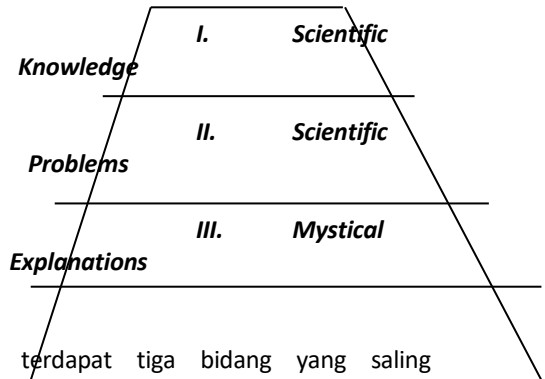 I. Scientific
Knowledge
II. Scientific
Problems
III. Mystical
Explanations
terdapat tiga bidang yang saling